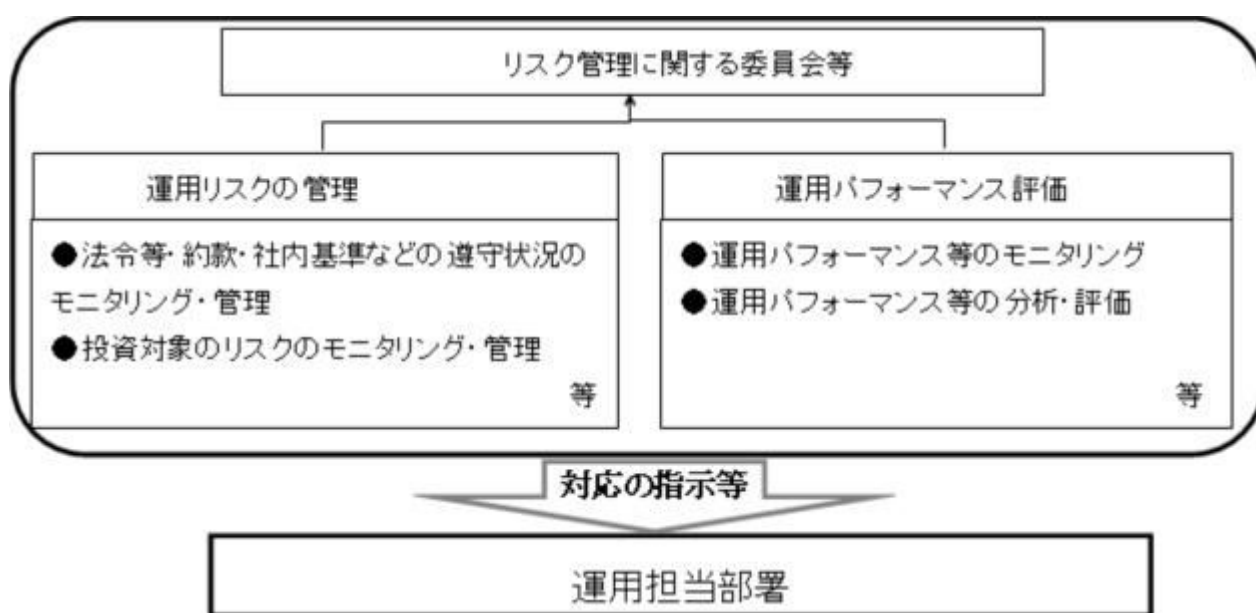 リスク管理に関する委員会等
運用リスクの管理
●法令等・約款・社内基準などの遵守状況の
モニタリング・管理
●投資対象のリスクのモニタリング・管理
等
運用パフォーマンス評価
●運用パフォーマンス等のモニタリング
●運用パフォーマンス等の分析・評価
等
対応の指示等
運用担当部署